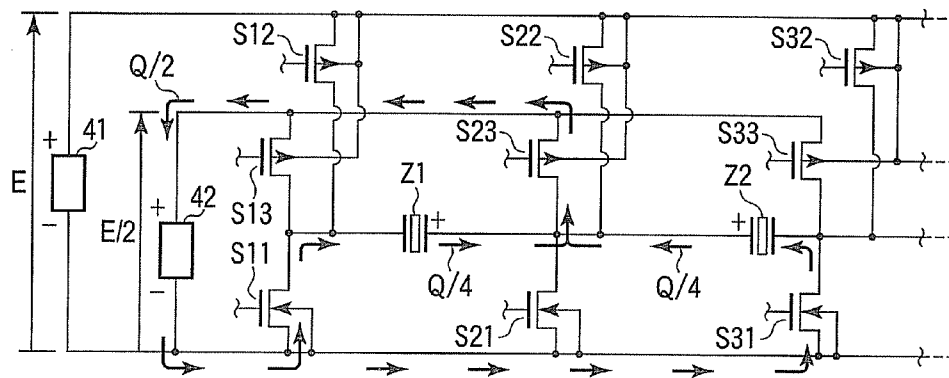 S12
S22
S32
Q/2
41
+
E
−
S13
S23
S33
42
+
E/2
−
Z1
+
Z2
+
S11
Q/4
Q/4
S21
S31